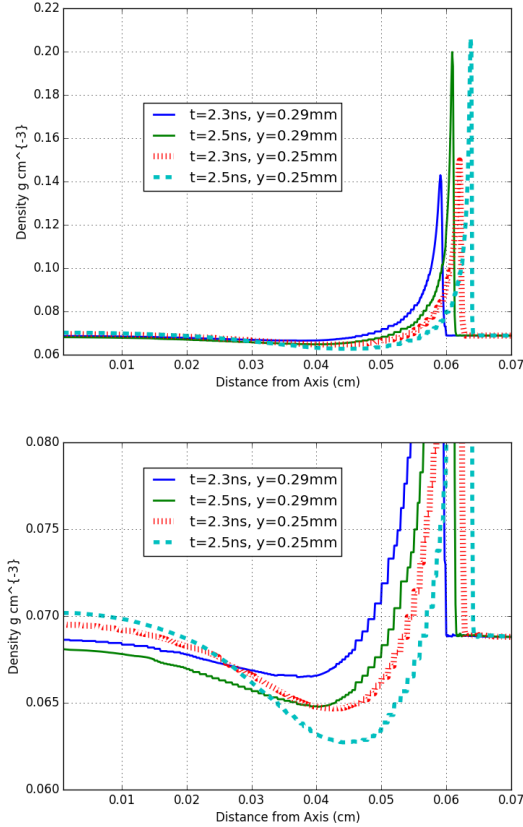 0.22
0.20
0.18
0.16
0.14
0.12
0.10
0.08
0.06
Density g cm^{-3}
t=2.3ns, y=0.29mm
t=2.5ns, y=0.29mm
t=2.3ns, y=0.25mm
t=2.5ns, y=0.25mm
0.01 0.02 0.03 0.04 0.05 0.06 0.07
Distance from Axis (cm)
0.080
0.075
0.070
0.065
0.060
Density g cm^{-3}
t=2.3ns, y=0.29mm
t=2.5ns, y=0.29mm
t=2.3ns, y=0.25mm
t=2.5ns, y=0.25mm
0.01 0.02 0.03 0.04 0.05 0.06 0.07
Distance from Axis (cm)